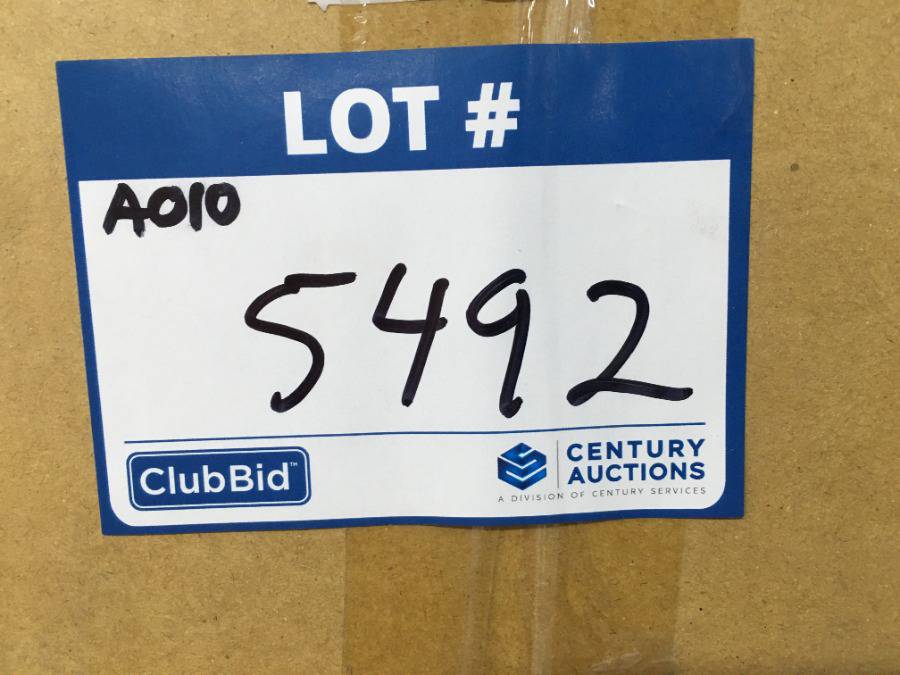 LOT #
A010
5492
ClubBid™
CENTURY
AUCTIONS
A DIVISION OF CENTURY SERVICES